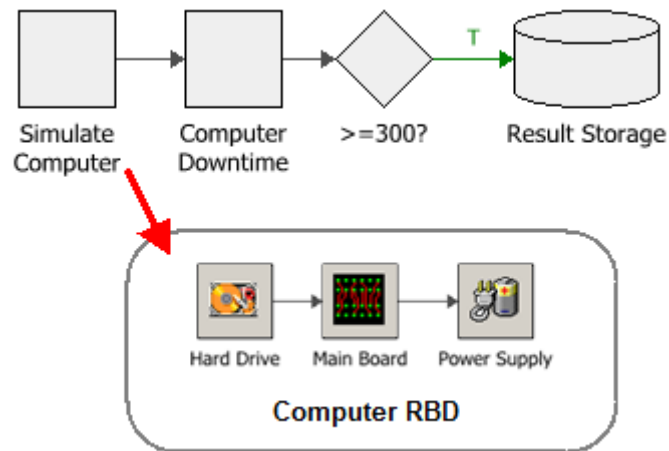 T
Simulate
Computer
Computer
Downtime
>=300?
Result Storage
Hard Drive
Main Board
Power Supply
Computer RBD